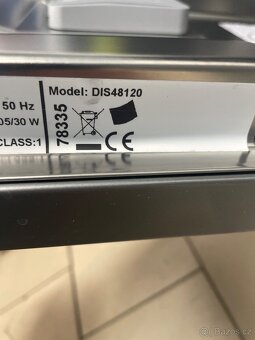 Model: DIS48120
50 Hz
05/30 W
CLASS:1
78335
CE
Bazos.cz